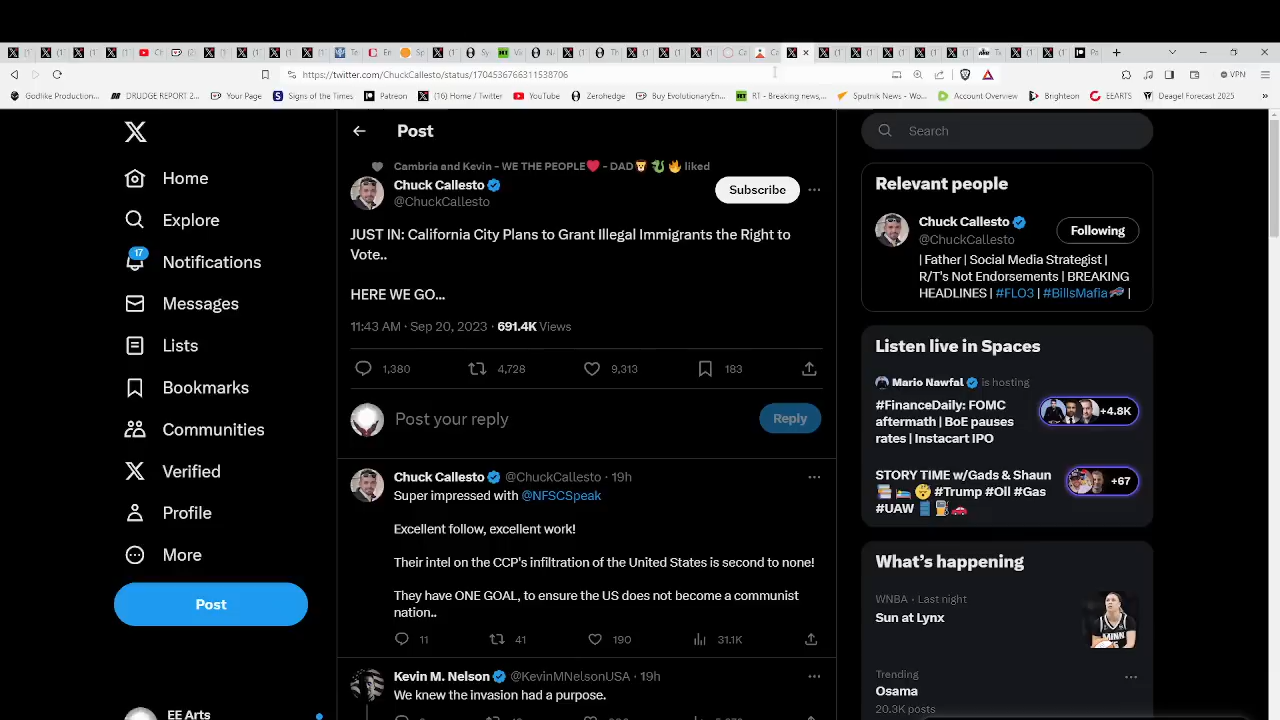 https://twitter.com/ChuckCallesto/status/1704536766311538706
VPN
Godlike Production...
DRUDGE REPORT 2...
Your Page
Signs of the Times
Patreon
(16) Home / Twitter
YouTube
Zerohedge
Buy EvolutionaryEn...
RT - Breaking news,...
Sputnik News - Wo...
Account Overview
Brighteon
EEARTS
Deagel Forecast 2025
Home
Explore
17
Notifications
Messages
Lists
Bookmarks
Communities
Verified
Profile
More
Post
EE Arts
Post
Cambria and Kevin - WE THE PEOPLE❤️ - DAD liked
Chuck Callesto
@ChuckCallesto
Subscribe
JUST IN: California City Plans to Grant Illegal Immigrants the Right to
Vote..
HERE WE GO...
11:43 AM · Sep 20, 2023 · 691.4K Views
1,380
4,728
9,313
183
Post your reply
Reply
Chuck Callesto @ChuckCallesto · 19h
Super impressed with @NFSCSpeak
Excellent follow, excellent work!
Their intel on the CCP's infiltration of the United States is second to none!
They have ONE GOAL, to ensure the US does not become a communist
nation..
11
41
190
31.1K
Kevin M. Nelson @KevinMNelsonUSA · 19h
We knew the invasion had a purpose.
Search
Relevant people
Chuck Callesto
@ChuckCallesto
Following
| Father | Social Media Strategist |
R/T's Not Endorsements | BREAKING
HEADLINES | #FLO3 | #BillsMafia |
Listen live in Spaces
Mario Nawfal is hosting
#FinanceDaily: FOMC
aftermath | BoE pauses
rates | Instacart IPO
+4.8K
STORY TIME w/Gads & Shaun
#Trump #Oil #Gas
#UAW
+67
What's happening
WNBA · Last night
Sun at Lynx
MINN
Trending
Osama
20.3K posts